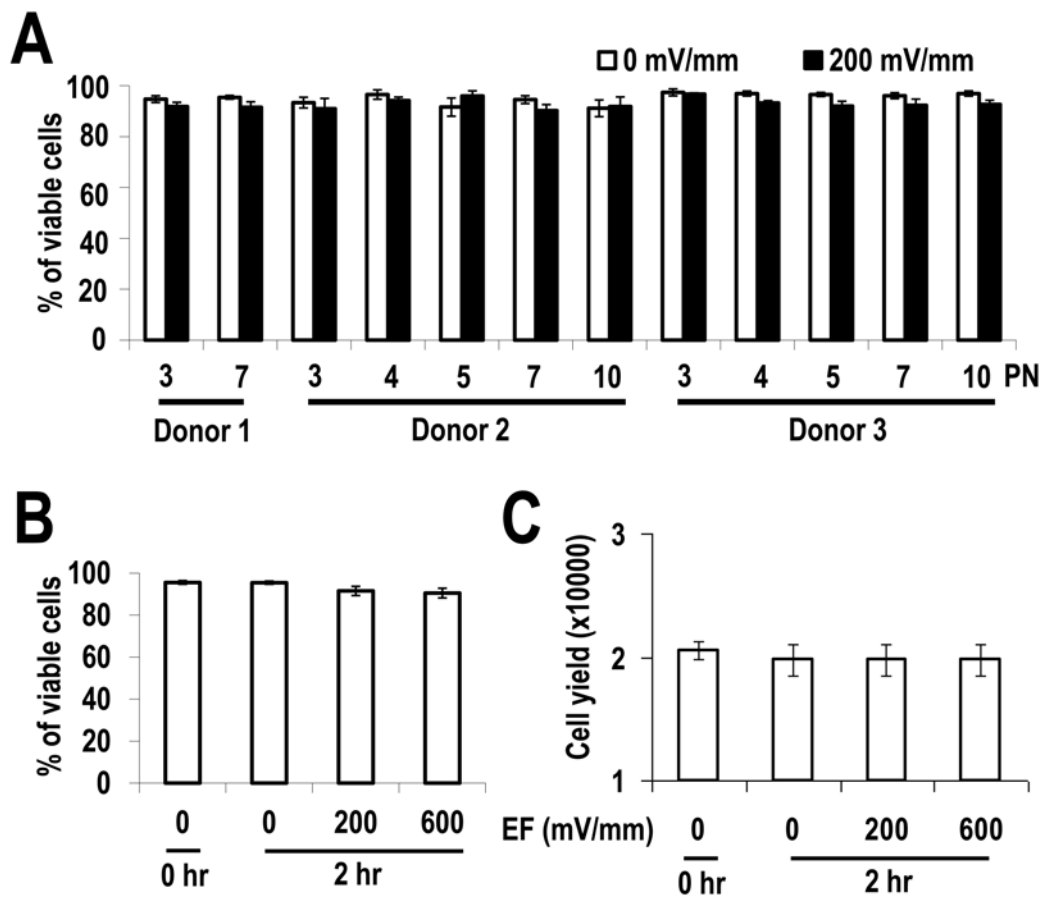 A
0 mV/mm 200 mV/mm
% of viable cells
100
80
60
40
20
0
3 7 3 4 5 7 10 3 4 5 7 10 PN
Donor 1 Donor 2 Donor 3
B
% of viable cells
100
80
60
40
20
0
0 0 200 600
0 hr 2 hr
C
Cell yield (x10000)
3
2
1
EF (mV/mm) 0 0 200 600
0 hr 2 hr